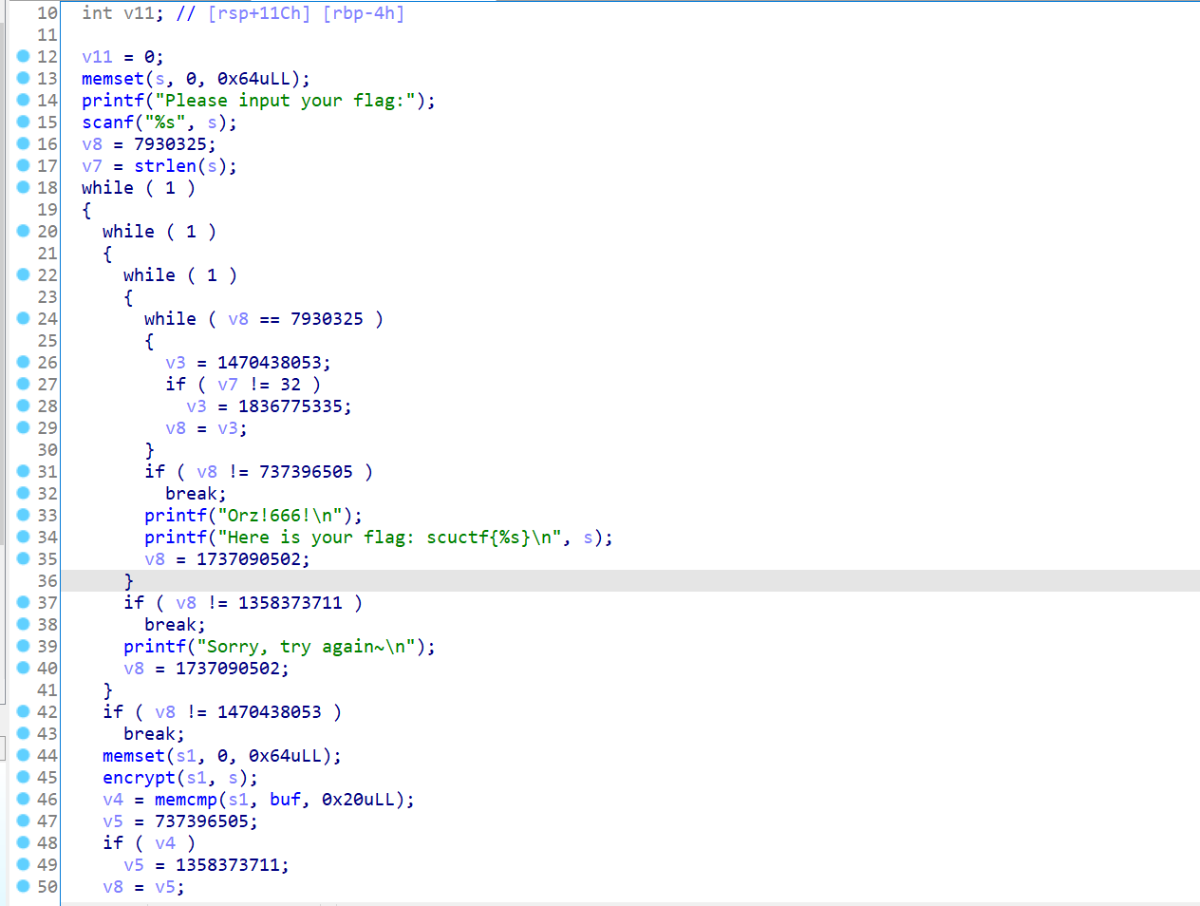 10 int v11; // [rsp+11Ch] [rbp-4h]
11
12 v11 = 0;
13 memset(s, 0, 0x64uLL);
14 printf("Please input your flag:");
15 scanf("%s", s);
16 v8 = 7930325;
17 v7 = strlen(s);
18 while ( 1 )
19 {
20 while ( 1 )
21 {
22 while ( 1 )
23 {
24 while ( v8 == 7930325 )
25 {
26 v3 = 1470438053;
27 if ( v7 != 32 )
28 v3 = 1836775335;
29 v8 = v3;
30 }
31 if ( v8 != 737396505 )
32 break;
33 printf("Orz!666!\n");
34 printf("Here is your flag: scuctf{%s}\n", s);
35 v8 = 1737090502;
36 }
37 if ( v8 != 1358373711 )
38 break;
39 printf("Sorry, try again~\n");
40 v8 = 1737090502;
41 }
42 if ( v8 != 1470438053 )
43 break;
44 memset(s1, 0, 0x64uLL);
45 encrypt(s1, s);
46 v4 = memcmp(s1, buf, 0x20uLL);
47 v5 = 737396505;
48 if ( v4 )
49 v5 = 1358373711;
50 v8 = v5;